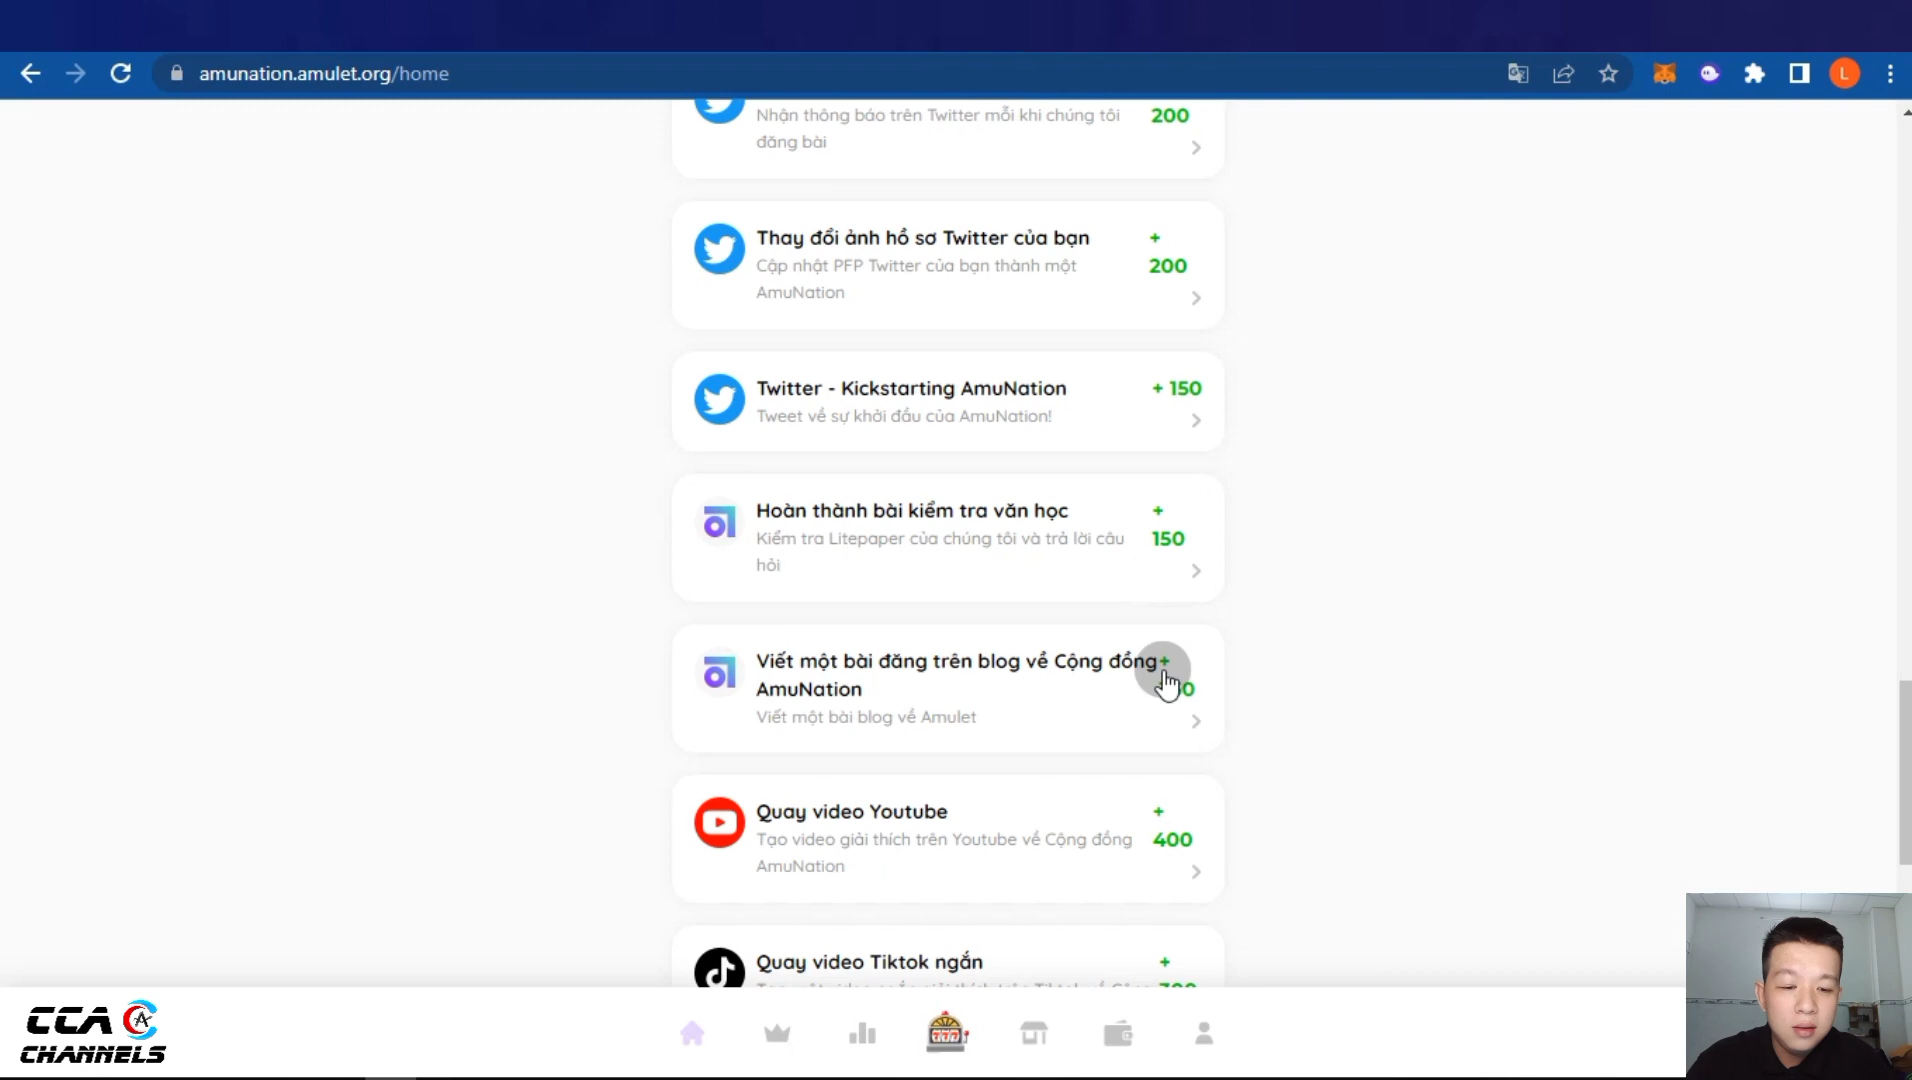 amunation.amulet.org/home
L
Nhận thông báo trên Twitter mỗi khi chúng tôi
đăng bài
200
Thay đổi ảnh hồ sơ Twitter của bạn
+
200
Cập nhật PFP Twitter của bạn thành một
AmuNation
Twitter - Kickstarting AmuNation
+ 150
Tweet về sự khởi đầu của AmuNation!
Hoàn thành bài kiểm tra văn học
+
150
Kiểm tra Litepaper của chúng tôi và trả lời câu
hỏi
Viết một bài đăng trên blog về Cộng đồng
+
AmuNation
Viết một bài blog về Amulet
Quay video Youtube
+
400
Tạo video giải thích trên Youtube về Cộng đồng
AmuNation
Quay video Tiktok ngắn
+
777
CCA CA
CHANNELS